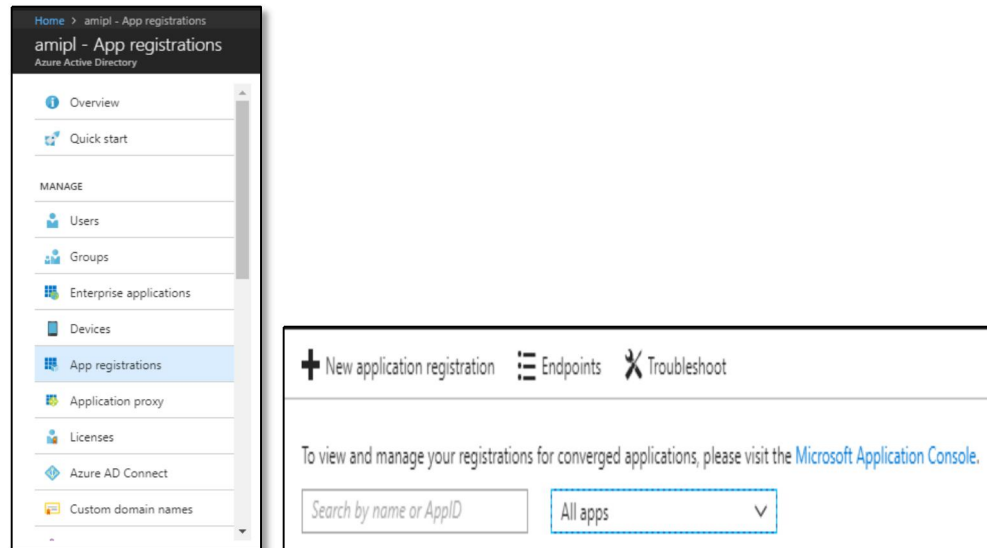 Home > amipl - App registrations
amipl - App registrations
Azure Active Directory
Overview
Quick start
MANAGE
Users
Groups
Enterprise applications
Devices
App registrations
Application proxy
Licenses
Azure AD Connect
Custom domain names
New application registration Endpoints Troubleshoot
To view and manage your registrations for converged applications, please visit the Microsoft Application Console.
Search by name or AppID All apps